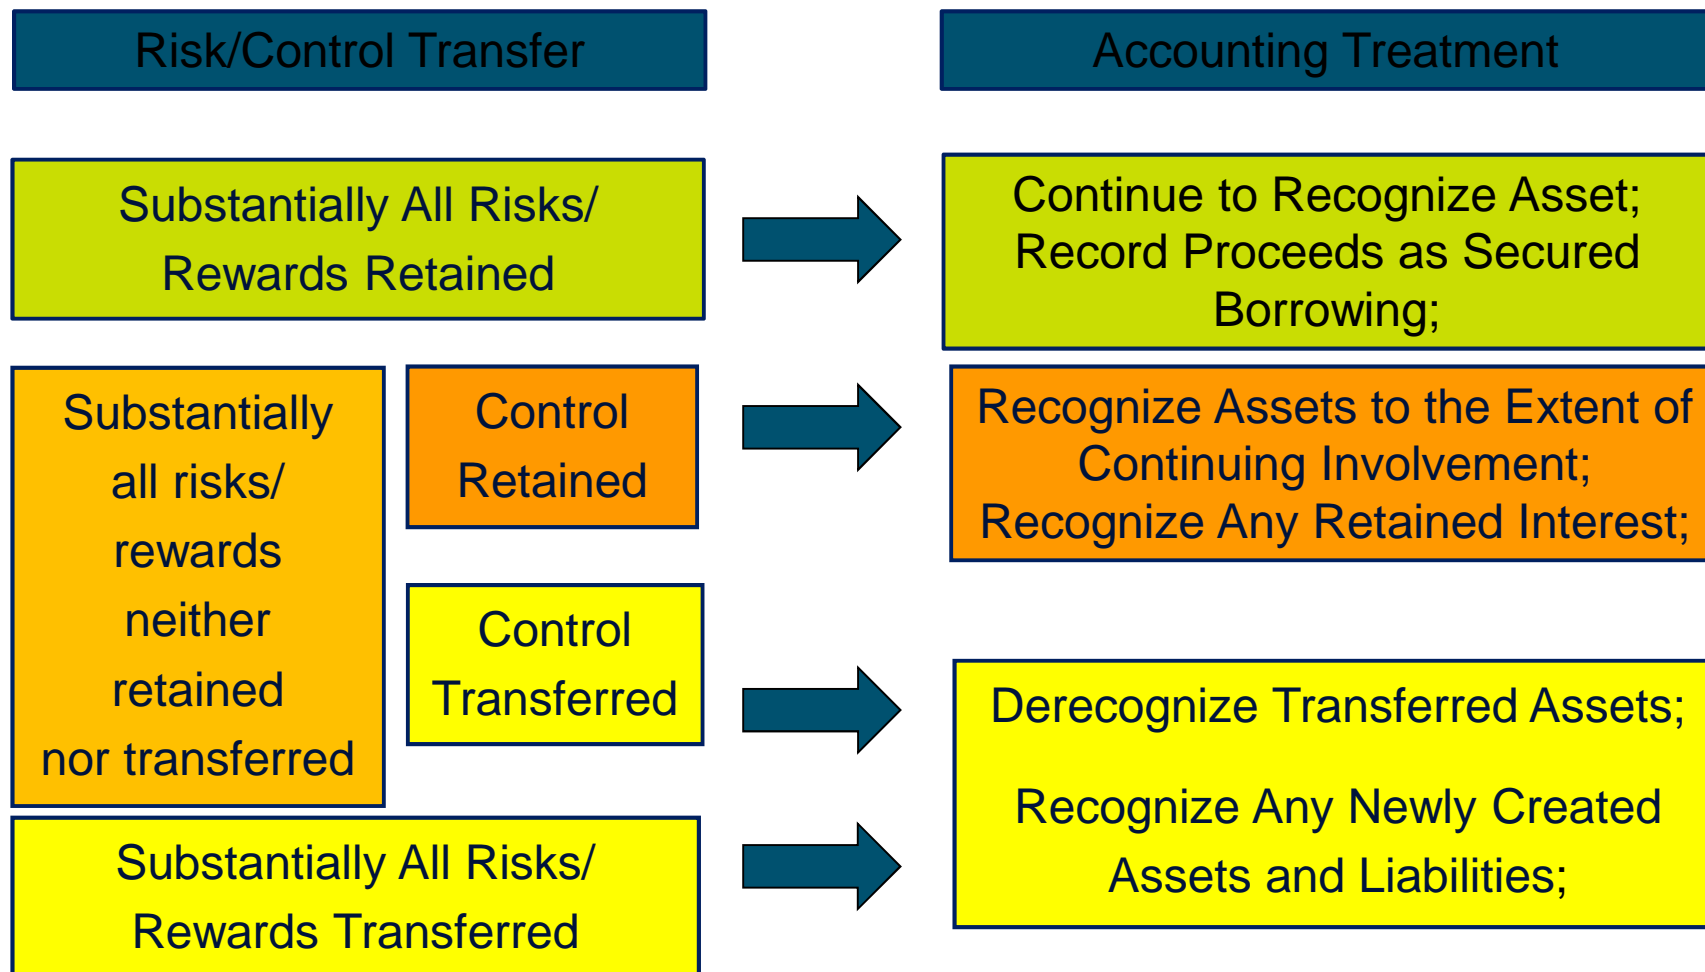 Risk/Control Transfer
Accounting Treatment
Substantially All Risks/
Rewards Retained
Continue to Recognize Asset;
Record Proceeds as Secured
Borrowing;
Substantially
all risks/
rewards
neither
retained
nor transferred
Control
Retained
Recognize Assets to the Extent of
Continuing Involvement;
Recognize Any Retained Interest;
Control
Transferred
Derecognize Transferred Assets;
Recognize Any Newly Created
Assets and Liabilities;
Substantially All Risks/
Rewards Transferred